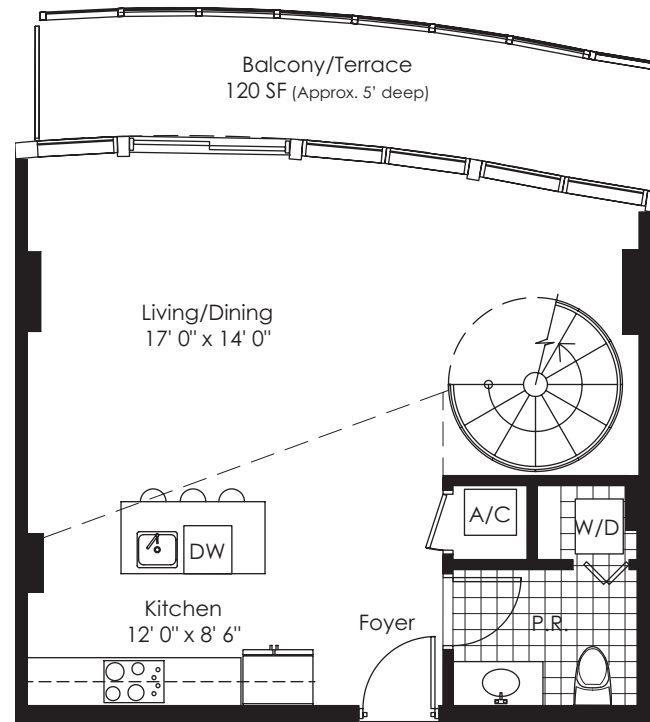 Balcony/Terrace
120 SF (Approx. 5' deep)
Living/Dining
17' 0" x 14' 0"
A/C
W/D
DW
Kitchen
12' 0" x 8' 6"
Foyer
P.R.